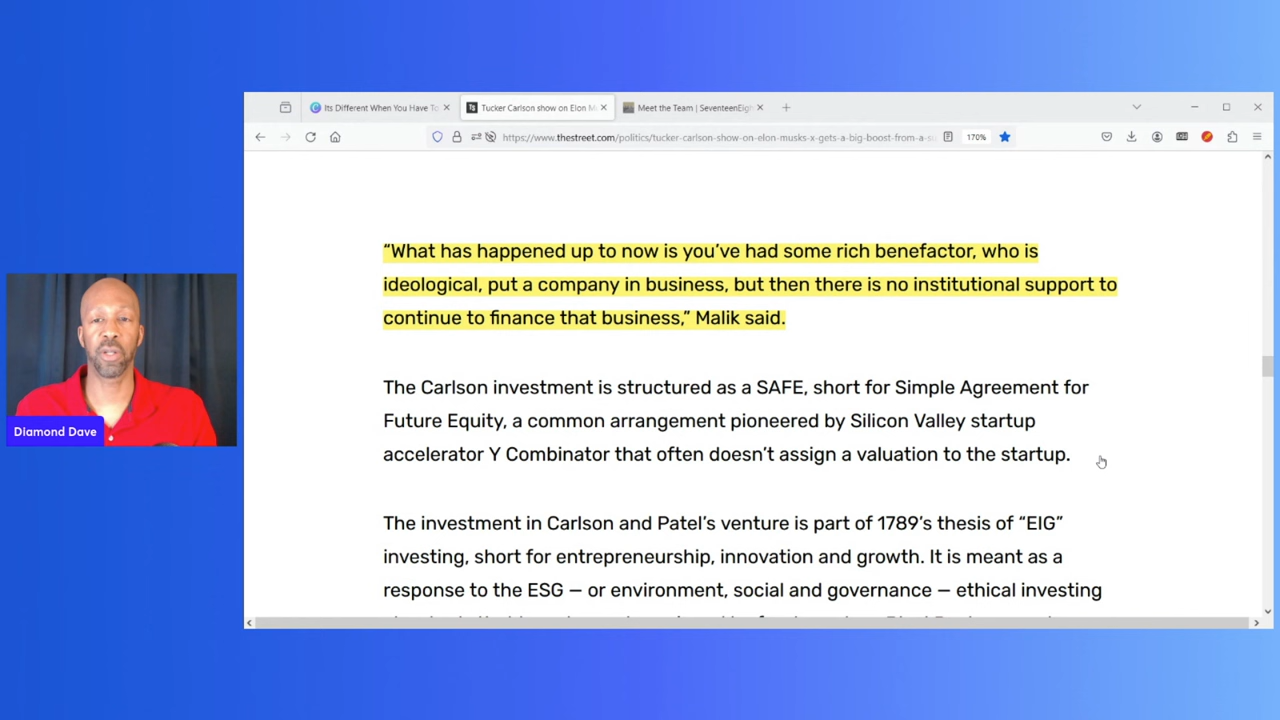 Its Different When You Have To
Tucker Carlson show on Elon M
Meet the Team | SeventeenEigh
https://www.thestreet.com/politics/tucker-carlson-show-on-elon-musks-x-gets-a-big-boost-from-a-s
170%
“What has happened up to now is you’ve had some rich benefactor, who is
ideological, put a company in business, but then there is no institutional support to
continue to finance that business,” Malik said.
The Carlson investment is structured as a SAFE, short for Simple Agreement for
Future Equity, a common arrangement pioneered by Silicon Valley startup
accelerator Y Combinator that often doesn’t assign a valuation to the startup.
The investment in Carlson and Patel’s venture is part of 1789’s thesis of “EIG”
investing, short for entrepreneurship, innovation and growth. It is meant as a
response to the ESG — or environment, social and governance — ethical investing
Diamond Dave